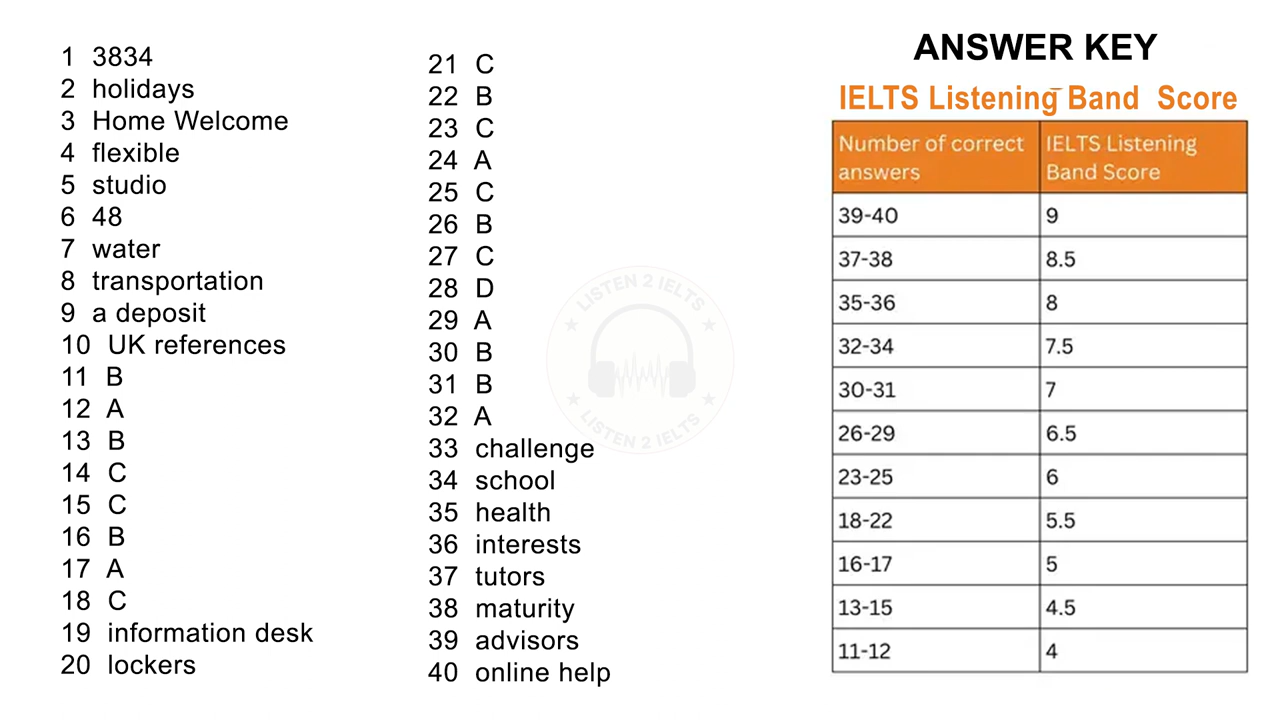 1 3834
2 holidays
3 Home Welcome
4 flexible
5 studio
6 48
7 water
8 transportation
9 a deposit
10 UK references
11 B
12 A
13 B
14 C
15 C
16 B
17 A
18 C
19 information desk
20 lockers
21 C
22 B
23 C
24 A
25 C
26 B
27 C
28 D
29 A
30 B
31 B
32 A
33 challenge
34 school
35 health
36 interests
37 tutors
38 maturity
39 advisors
40 online help
LISTEN 2 IELTS
LISTEN 2 IELTS
ANSWER KEY
IELTS Listening Band Score
Number of correct answers IELTS Listening Band Score
39-40 9
37-38 8.5
35-36 8
32-34 7.5
30-31 7
26-29 6.5
23-25 6
18-22 5.5
16-17 5
13-15 4.5
11-12 4